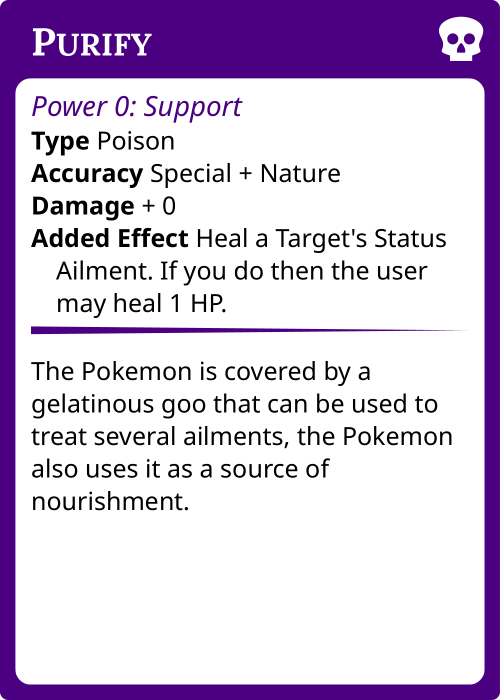 PURIFY
Power 0: Support
Type Poison
Accuracy Special + Nature
Damage + 0
Added Effect Heal a Target's Status
Ailment. If you do then the user
may heal 1 HP.
The Pokemon is covered by a
gelatinous goo that can be used to
treat several ailments, the Pokemon
also uses it as a source of
nourishment.